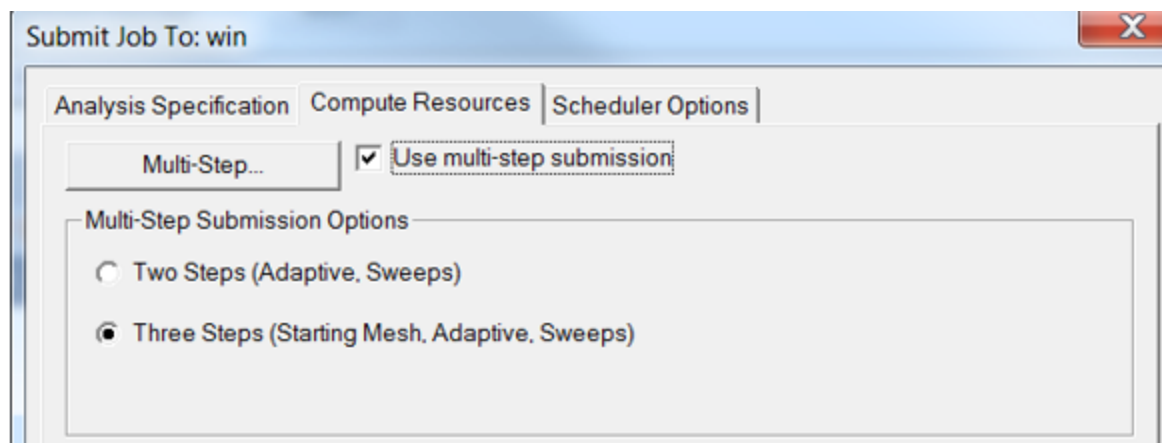 Submit Job To: win
Analysis Specification Compute Resources Scheduler Options
Multi-Step... Use multi-step submission
Multi-Step Submission Options
Two Steps (Adaptive, Sweeps)
Three Steps (Starting Mesh, Adaptive, Sweeps)